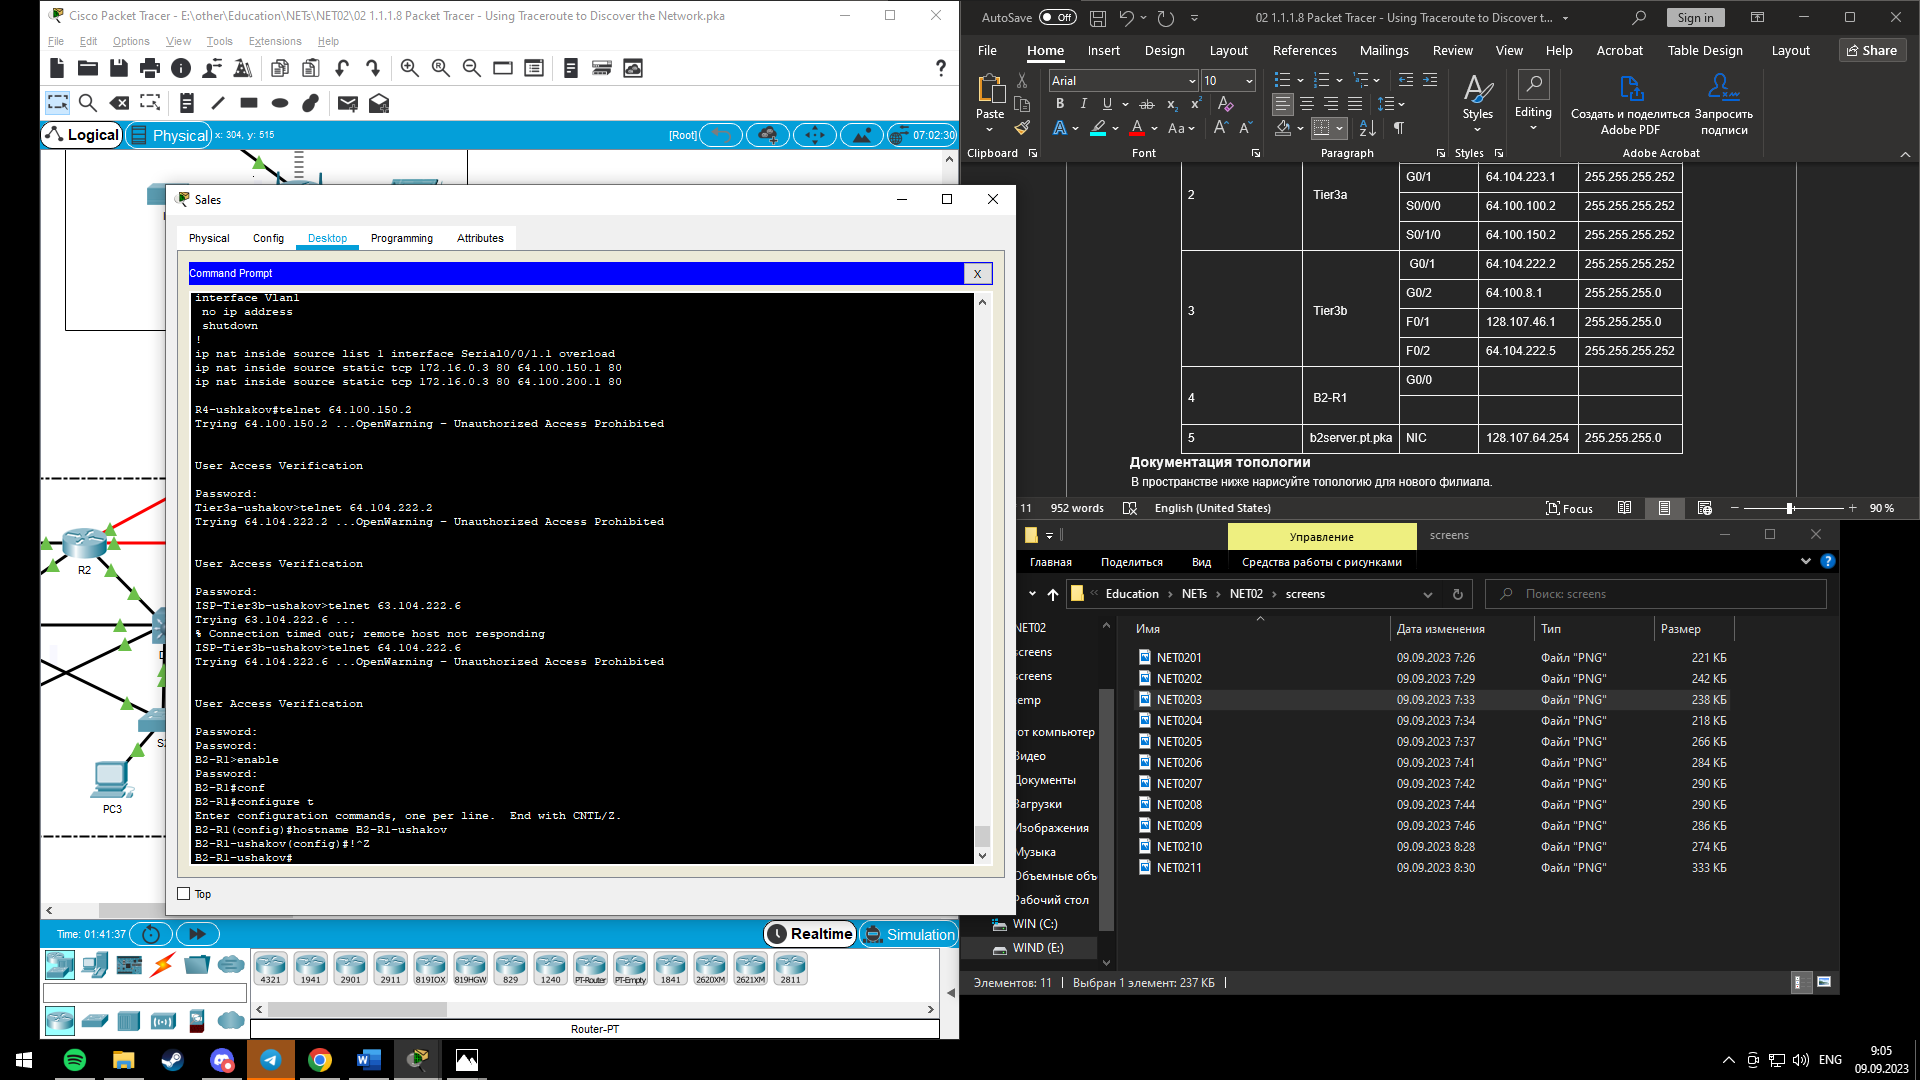 Cisco Packet Tracer - E:\other\Education\NETs\NET02\02 1.1.1.8 Packet Tracer - Using Traceroute to Discover the Network.pka
File Edit Options View Tools Extensions Help
Logical Physical x: 304, y: 515 [Root] 07:02:30
R2
PC3
Sales
Physical Config Desktop Programming Attributes
Command Prompt X
interface Vlan1
no ip address
shutdown
!
ip nat inside source list 1 interface Serial0/0/1.1 overload
ip nat inside source static tcp 172.16.0.3 80 64.100.150.1 80
ip nat inside source static tcp 172.16.0.3 80 64.100.200.1 80
R4-ushkakov#telnet 64.100.150.2
Trying 64.100.150.2 ...OpenWarning - Unauthorized Access Prohibited
User Access Verification
Password:
Tier3a-ushakov>telnet 64.104.222.2
Trying 64.104.222.2 ...OpenWarning - Unauthorized Access Prohibited
User Access Verification
Password:
ISP-Tier3b-ushakov>telnet 63.104.222.6
Trying 63.104.222.6 ...
% Connection timed out; remote host not responding
ISP-Tier3b-ushakov>telnet 64.104.222.6
Trying 64.104.222.6 ...OpenWarning - Unauthorized Access Prohibited
User Access Verification
Password:
Password:
B2-R1>enable
Password:
B2-R1#conf
B2-R1#configure t
Enter configuration commands, one per line. End with CNTL/Z.
B2-R1(config)#hostname B2-R1-ushakov
B2-R1-ushakov(config)#!^Z
B2-R1-ushakov#
Top
Time: 01:41:37 Realtime Simulation
4321 1941 2901 2911 819IOX 819HGW 829 1240 PT-Router PT-Empty 1841 2620XM 2621XM 2811
Router-PT
AutoSave Off 02 1.1.1.8 Packet Tracer - Using Traceroute to Discover t... Sign in
File Home Insert Design Layout References Mailings Review View Help Acrobat Table Design Layout Share
Paste Arial 10 Styles Editing
Создать и поделиться Adobe PDF
Запросить подписи
Clipboard Font Paragraph Styles Adobe Acrobat
2 Tier3a G0/1 64.104.223.1 255.255.255.252
S0/0/0 64.100.100.2 255.255.255.252
S0/1/0 64.100.150.2 255.255.255.252
3 Tier3b G0/1 64.104.222.2 255.255.255.252
G0/2 64.100.8.1 255.255.255.0
F0/1 128.107.46.1 255.255.255.0
F0/2 64.104.222.5 255.255.255.252
4 B2-R1 G0/0
5 b2server.pt.pka NIC 128.107.64.254 255.255.255.0
Документация топологии
В пространстве ниже нарисуйте топологию для нового филиала.
11 952 words English (United States) Focus 90 %
Управление screens
Главная Поделиться Вид Средства работы с рисунками
Education NETs NET02 screens Поиск: screens
Имя Дата изменения Тип Размер
NET0201 09.09.2023 7:26 Файл "PNG" 221 КБ
NET0202 09.09.2023 7:29 Файл "PNG" 242 КБ
NET0203 09.09.2023 7:33 Файл "PNG" 238 КБ
NET0204 09.09.2023 7:34 Файл "PNG" 218 КБ
NET0205 09.09.2023 7:37 Файл "PNG" 266 КБ
NET0206 09.09.2023 7:41 Файл "PNG" 284 КБ
NET0207 09.09.2023 7:42 Файл "PNG" 290 КБ
NET0208 09.09.2023 8:44 Файл "PNG" 290 КБ
NET0209 09.09.2023 7:46 Файл "PNG" 286 КБ
NET0210 09.09.2023 8:28 Файл "PNG" 274 КБ
NET0211 09.09.2023 8:30 Файл "PNG" 333 КБ
NET02
screens
screens
temp
от компьютер
Видео
Документы
Загрузки
Изображения
Музыка
Объемные объ
Рабочий стол
WIN (C:)
WIND (E:)
Элементов: 11 Выбран 1 элемент: 237 КБ
ENG 9:05
09.09.2023